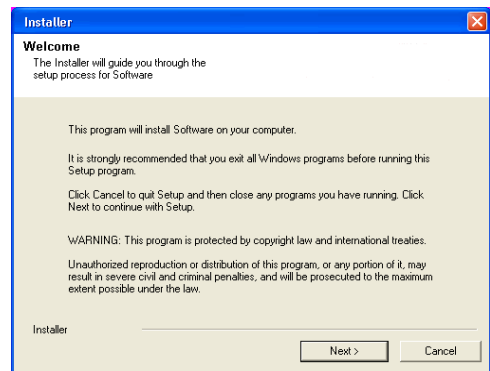 Installer
Welcome
The Installer will guide you through the
setup process for Software
This program will install Software on your computer.
It is strongly recommended that you exit all Windows programs before running this
Setup program.
Click Cancel to quit Setup and then close any programs you have running. Click
Next to continue with Setup.
WARNING: This program is protected by copyright law and international treaties.
Unauthorized reproduction or distribution of this program, or any portion of it, may
result in severe civil and criminal penalties, and will be prosecuted to the maximum
extent possible under the law.
Installer
Next >
Cancel